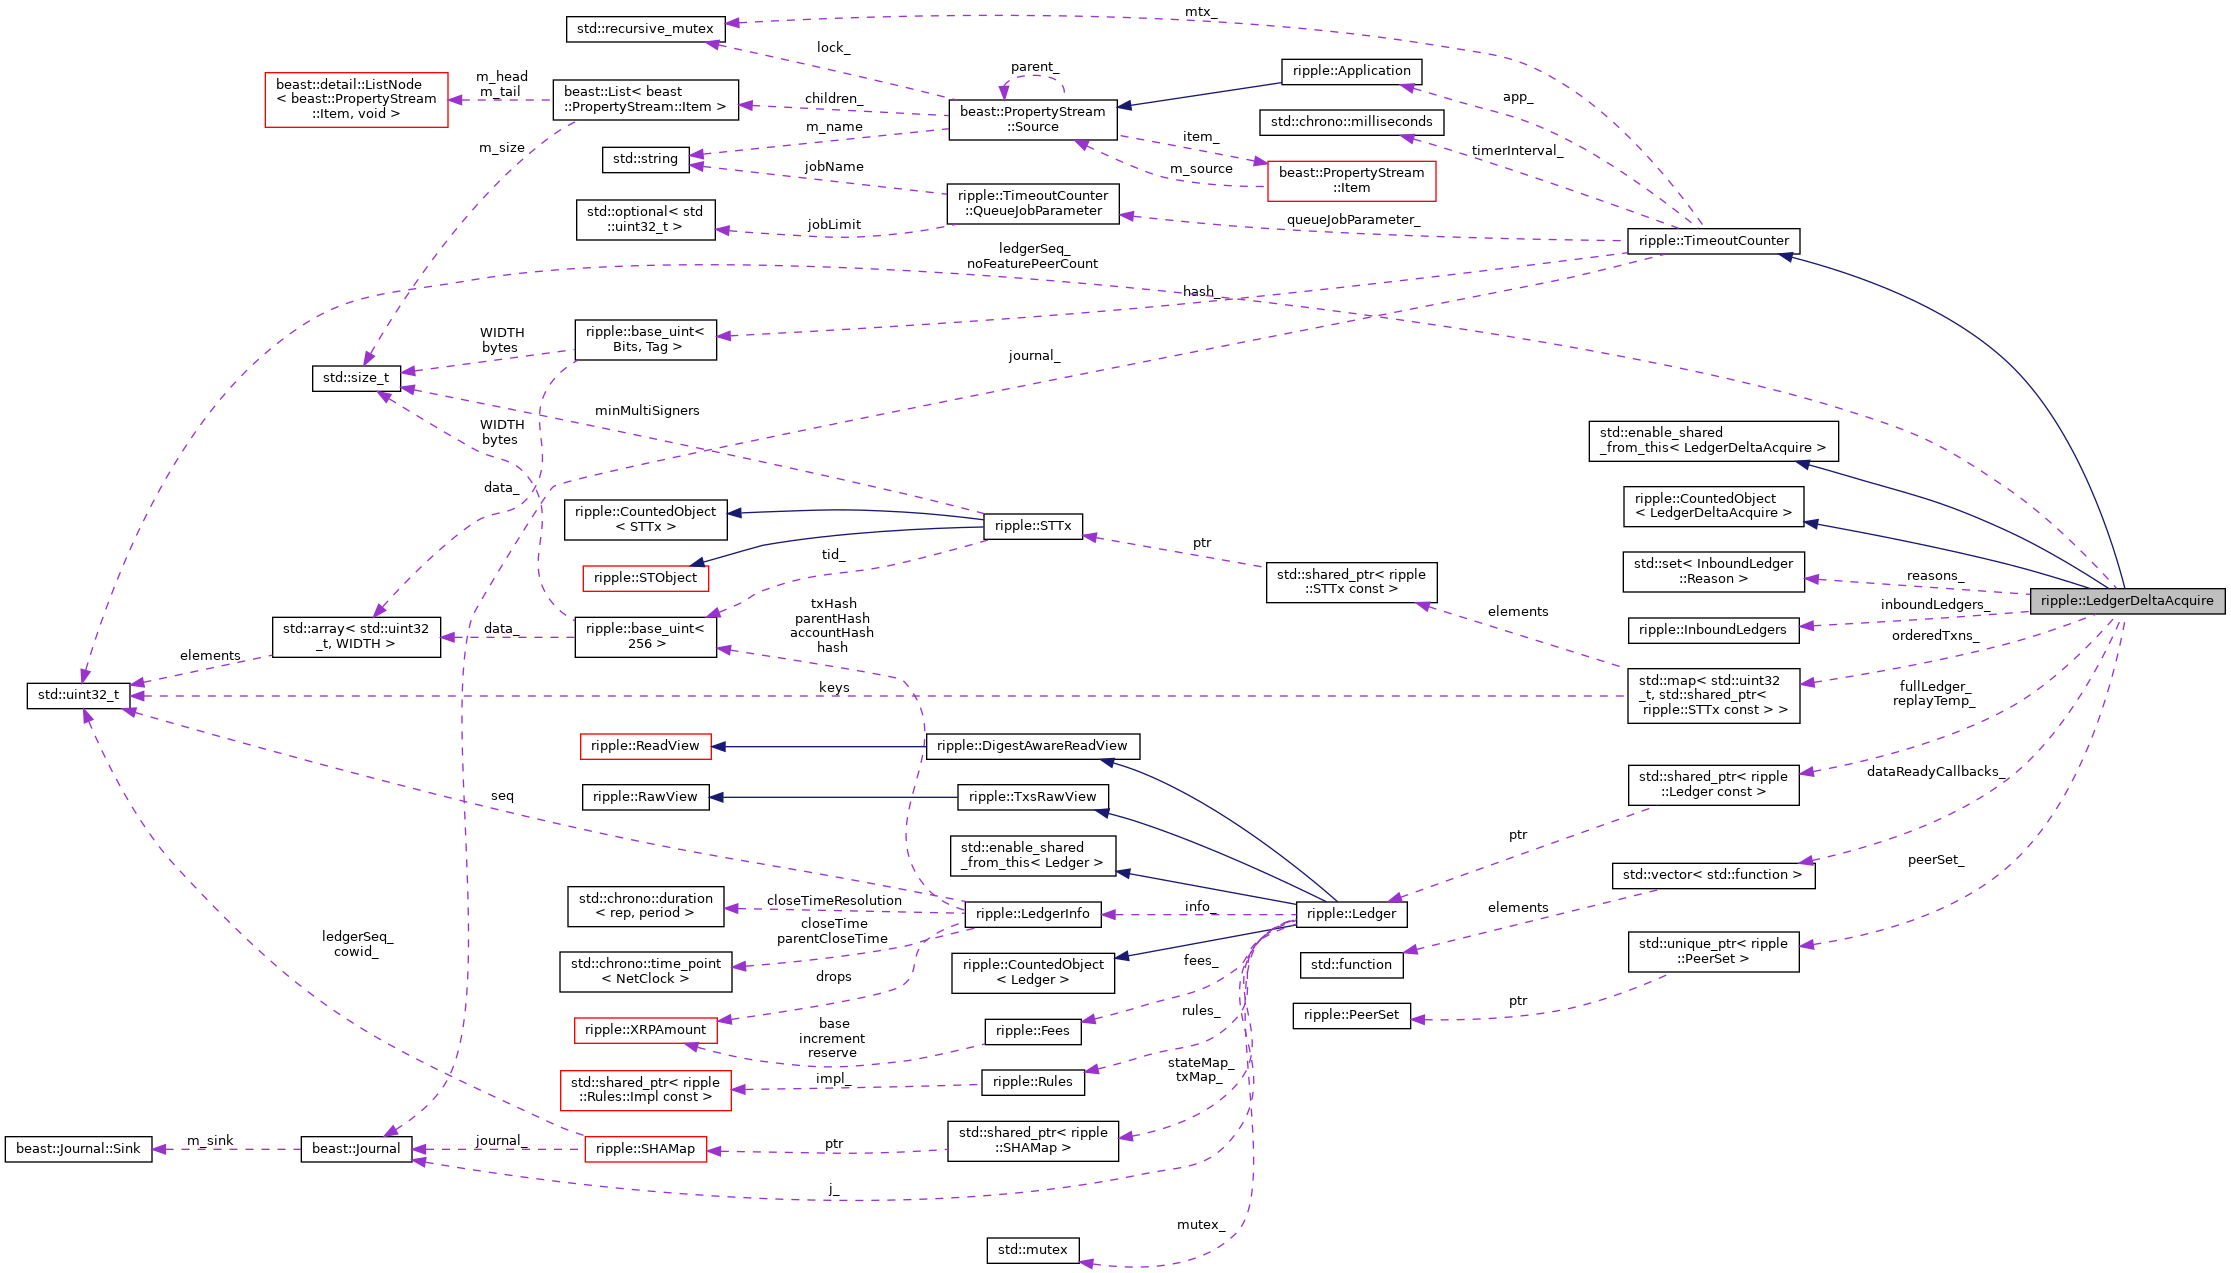 mtx_
std::recursive_mutex
lock_
parent_
ripple::Application
m_head
m_tail
beast::detail::ListNode
< beast::PropertyStream
::Item, void >
beast::List< beast
::PropertyStream::Item >
children_
beast::PropertyStream
::Source
app_
std::chrono::milliseconds
m_name
item_
timerInterval_
m_size
std::string
jobName
m_source
beast::PropertyStream
::Item
ripple::TimeoutCounter
::QueueJobParameter
std::optional< std
::uint32_t >
jobLimit
queueJobParameter_
ripple::TimeoutCounter
ledgerSeq_
noFeaturePeerCount
hash_
WIDTH
bytes
ripple::base_uint<
Bits, Tag >
journal_
std::size_t
minMultiSigners
WIDTH
bytes
std::enable_shared
_from_this< LedgerDeltaAcquire >
data_
ripple::CountedObject
< STTx >
ripple::STTx
ripple::CountedObject
< LedgerDeltaAcquire >
tid_
ptr
ripple::STObject
std::shared_ptr< ripple
::STTx const >
std::set< InboundLedger
::Reason >
reasons_
ripple::LedgerDeltaAcquire
txHash
parentHash
accountHash
hash
elements
inboundLedgers_
std::array< std::uint32
_t, WIDTH >
data_
ripple::base_uint<
256 >
ripple::InboundLedgers
orderedTxns_
elements
std::uint32_t
keys
std::map< std::uint32
_t, std::shared_ptr<
ripple::STTx const > >
fullLedger_
replayTemp_
ripple::ReadView
ripple::DigestAwareReadView
seq
ripple::RawView
ripple::TxsRawView
std::shared_ptr< ripple
::Ledger const >
dataReadyCallbacks_
std::enable_shared
_from_this< Ledger >
ptr
std::vector< std::function >
peerSet_
std::chrono::duration
< rep, period >
closeTimeResolution
ripple::LedgerInfo
info_
ripple::Ledger
elements
ledgerSeq_
cowid_
closeTime
parentCloseTime
std::chrono::time_point
< NetClock >
drops
ripple::CountedObject
< Ledger >
fees_
std::function
std::unique_ptr< ripple
::PeerSet >
ripple::XRPAmount
base
increment
reserve
ripple::Fees
rules_
ripple::PeerSet
ptr
std::shared_ptr< ripple
::Rules::Impl const >
impl_
ripple::Rules
stateMap_
txMap_
beast::Journal::Sink
m_sink
beast::Journal
journal_
ripple::SHAMap
ptr
std::shared_ptr< ripple
::SHAMap >
j_
mutex_
std::mutex